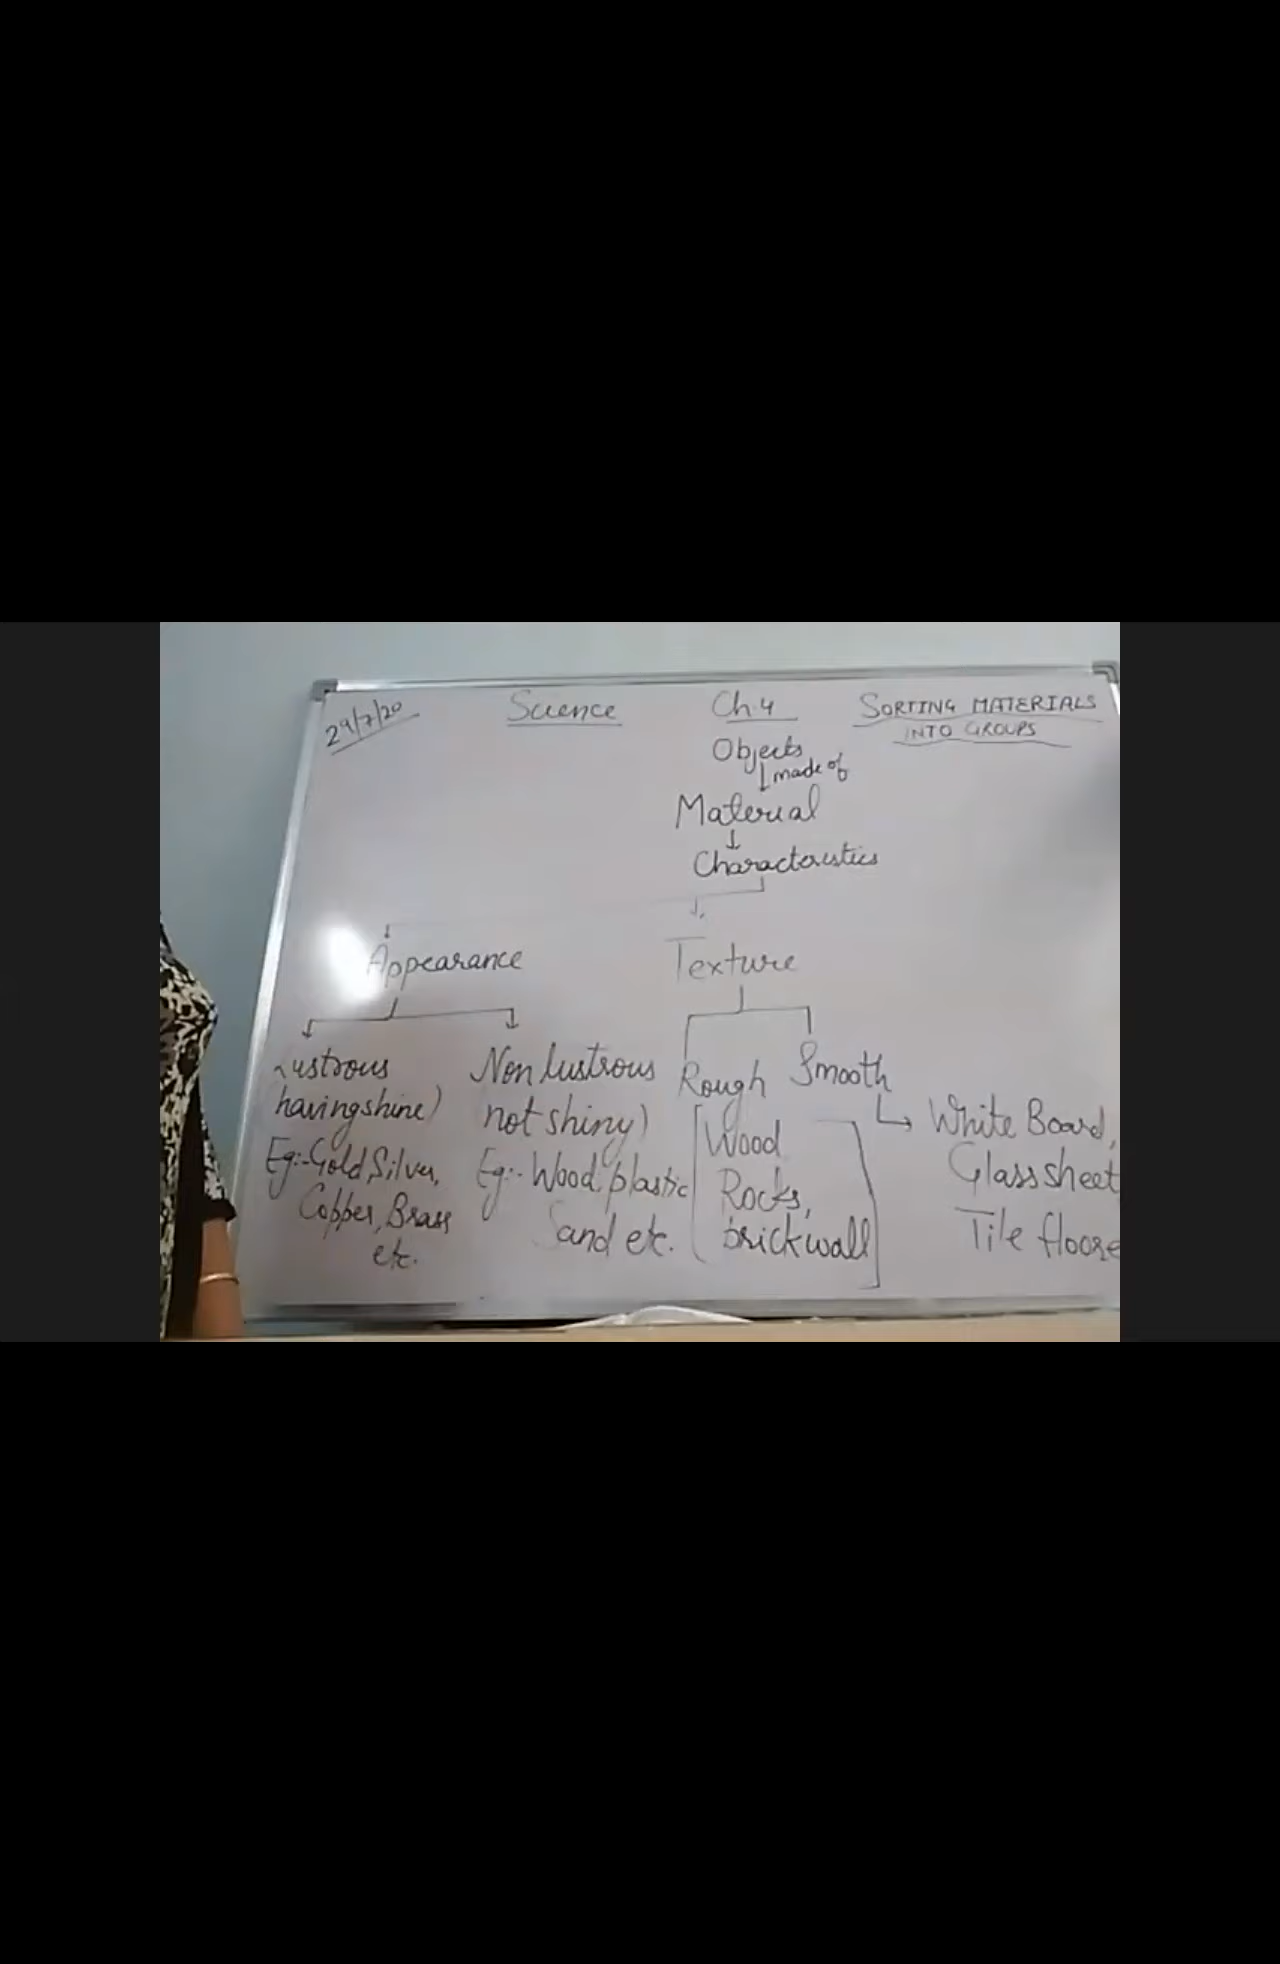 29/7/20 Science Ch 4 SORTING MATERIALS
INTO GROUPS
Objects
made of
Material
Characteristics
Appearance Texture
Lustrous Non lustrous Rough Smooth
having shine) not shiny) Wood White Board,
Eg:- Gold, Silver, Eg:- Wood, plastic Rocks, Glass sheet
Copper, Brass Sand etc. brick wall Tile floore
etc.